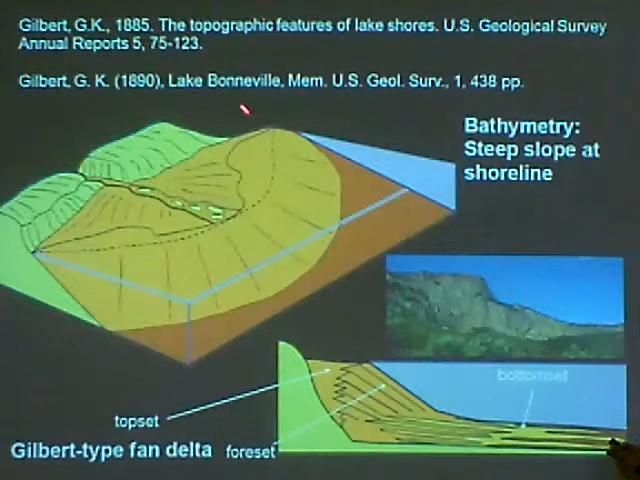 Gilbert, G.K., 1885. The topographic features of lake shores. U.S. Geological Survey
Annual Reports 5, 75-123.
Gilbert, G. K. (1890), Lake Bonneville, Mem. U.S. Geol. Surv., 1, 438 pp.
Bathymetry:
Steep slope at
shoreline
bottomset
topset
Gilbert-type fan delta
foreset